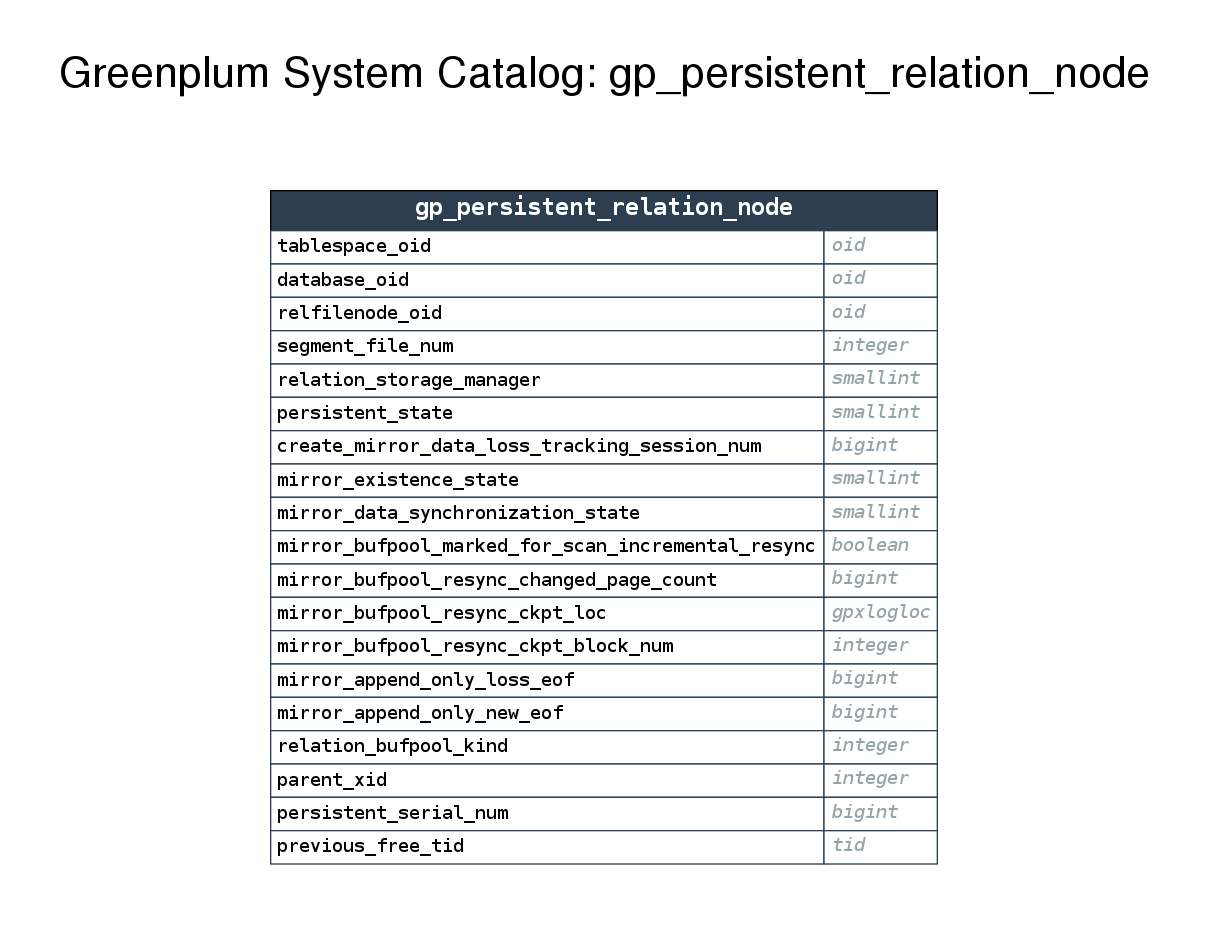 Greenplum System Catalog: gp_persistent_relation_node
gp_persistent_relation_node
tablespace_oid oid
database_oid oid
relfilenode_oid oid
segment_file_num integer
relation_storage_manager smallint
persistent_state smallint
create_mirror_data_loss_tracking_session_num bigint
mirror_existence_state smallint
mirror_data_synchronization_state smallint
mirror_bufpool_marked_for_scan_incremental_resync boolean
mirror_bufpool_resync_changed_page_count bigint
mirror_bufpool_resync_ckpt_loc gpxlogloc
mirror_bufpool_resync_ckpt_block_num integer
mirror_append_only_loss_eof bigint
mirror_append_only_new_eof bigint
relation_bufpool_kind integer
parent_xid integer
persistent_serial_num bigint
previous_free_tid tid